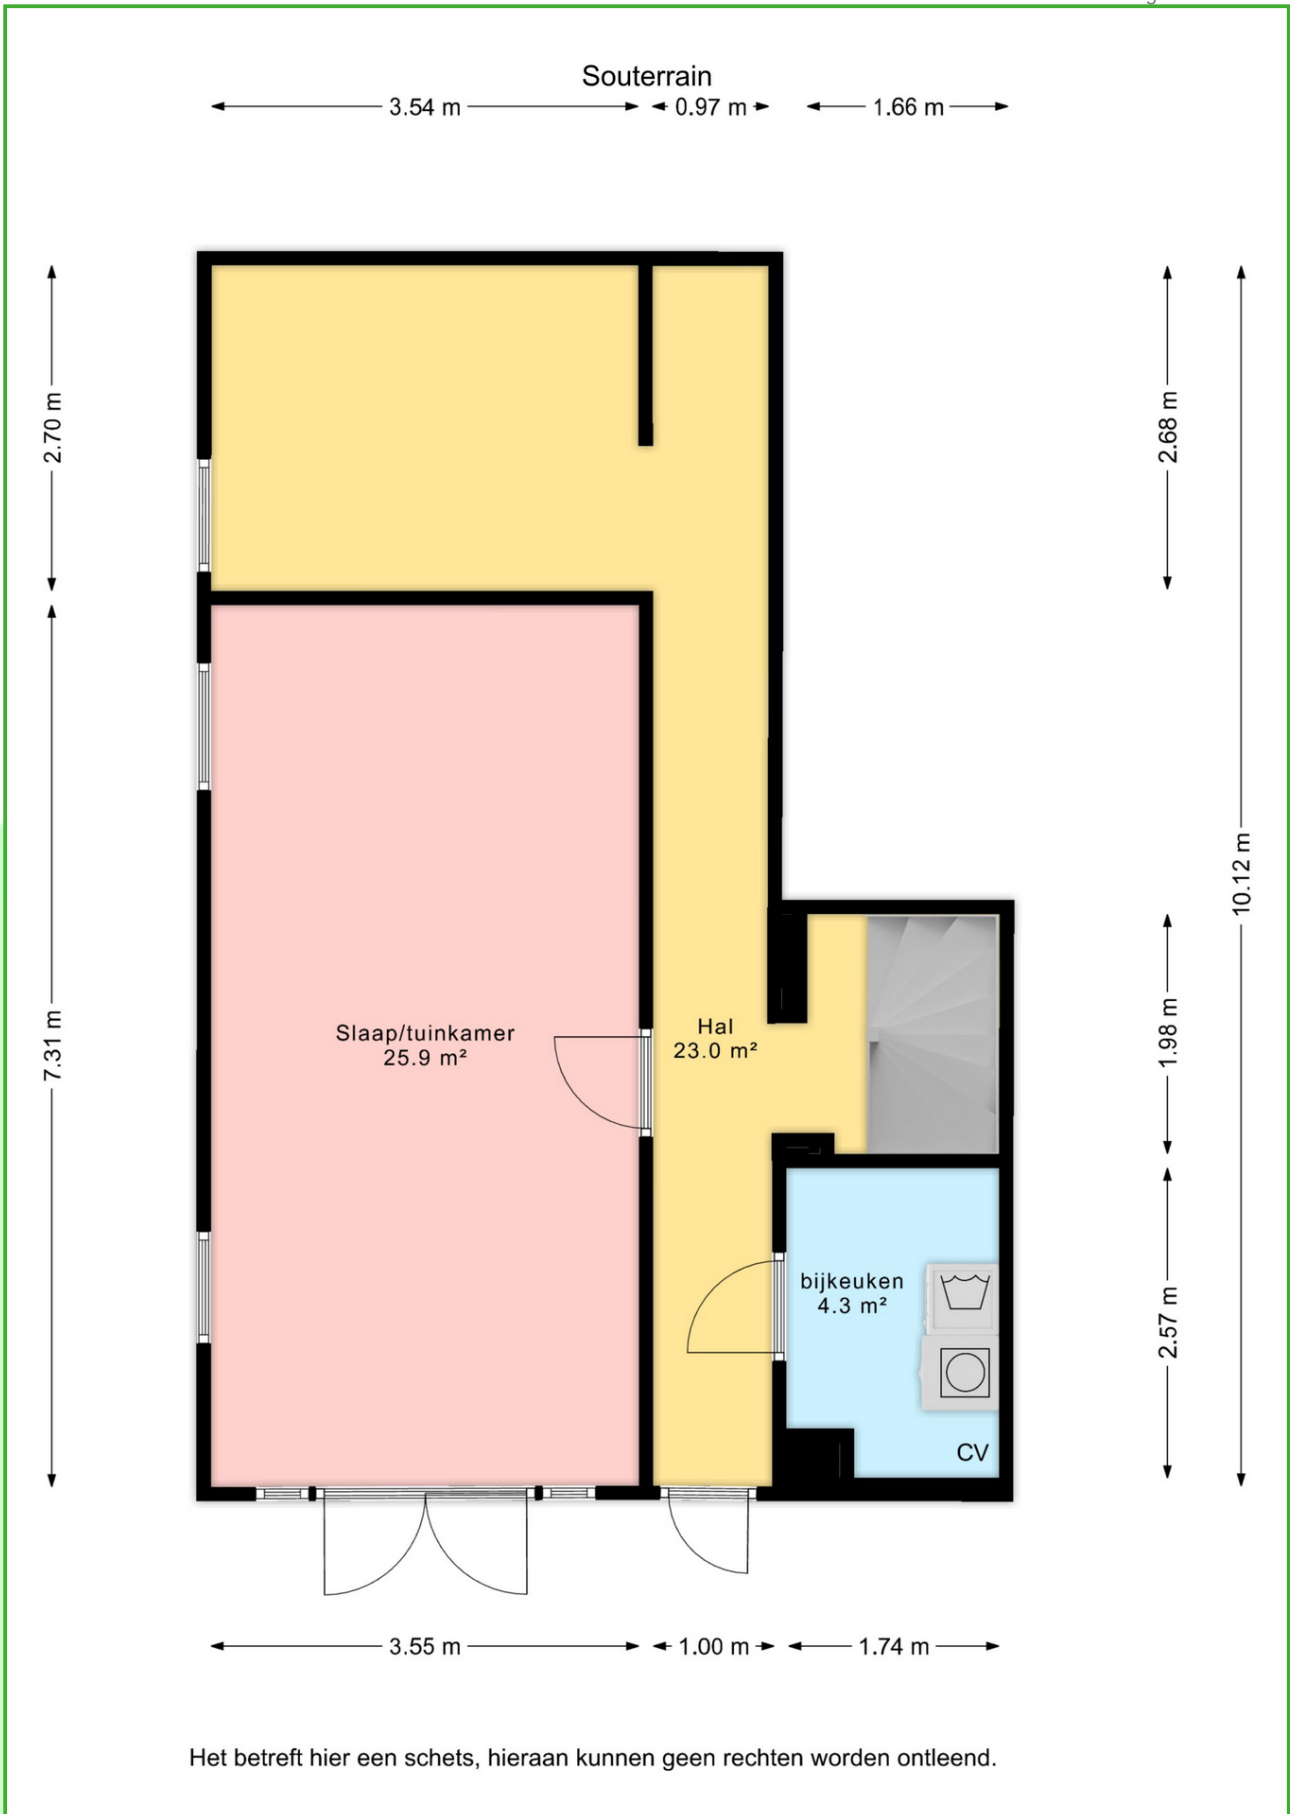 Souterrain
3.54 m
0.97 m
1.66 m
2.70 m
2.68 m
7.31 m
10.12 m
1.98 m
2.57 m
Slaap/tuinkamer
25.9 m²
Hal
23.0 m²
bijkeuken
4.3 m²
CV
3.55 m
1.00 m
1.74 m
Het betreft hier een schets, hieraan kunnen geen rechten worden ontleend.